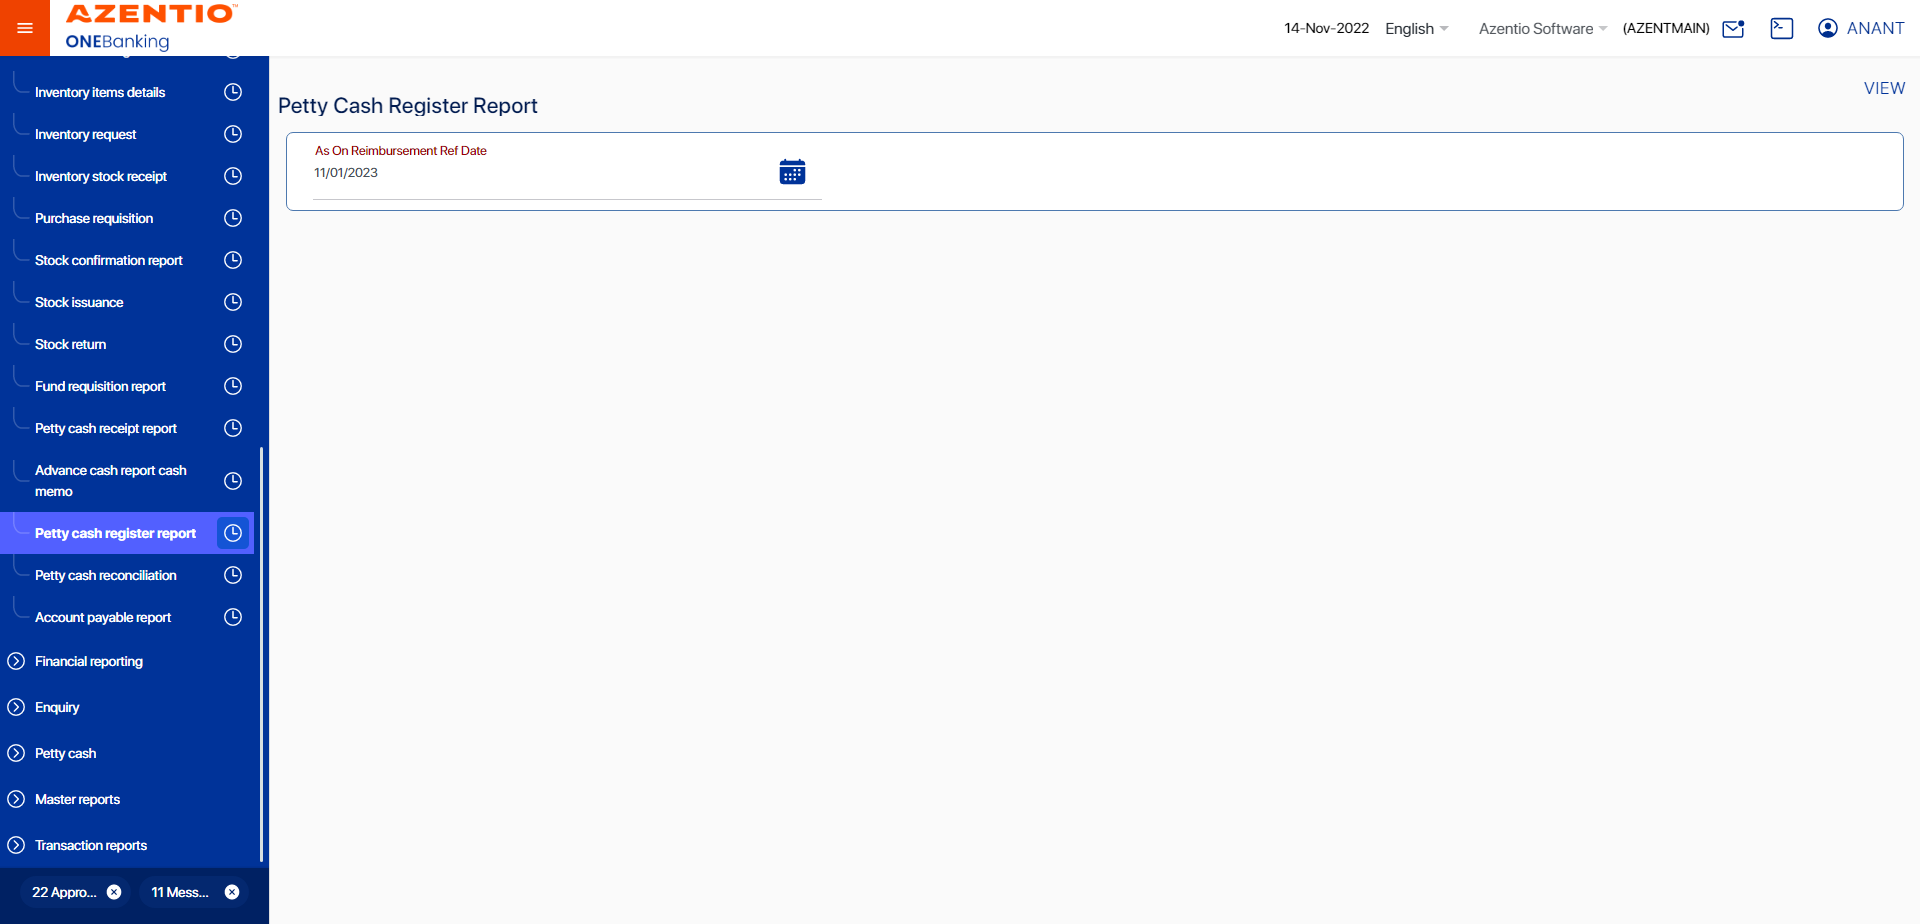 AZENTIO™
ONEBanking
14-Nov-2022 English Azentio Software (AZENTMAIN) ANANT
Inventory items details
Inventory request
Inventory stock receipt
Purchase requisition
Stock confirmation report
Stock issuance
Stock return
Fund requisition report
Petty cash receipt report
Advance cash report cash
memo
Petty cash register report
Petty cash reconciliation
Account payable report
Financial reporting
Enquiry
Petty cash
Master reports
Transaction reports
22 Appro...
11 Mess...
VIEW
Petty Cash Register Report
As On Reimbursement Ref Date
11/01/2023